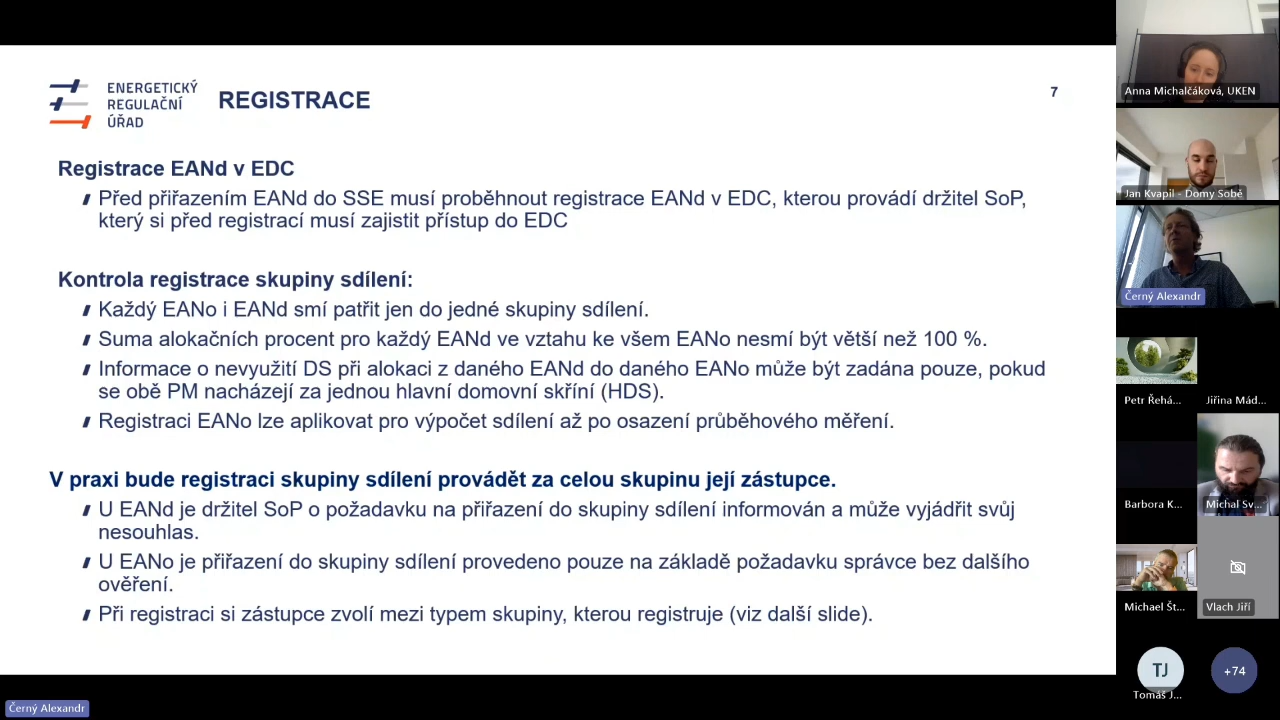 ENERGETICKÝ
REGULAČNÍ
ÚŘAD
REGISTRACE
7
Registrace EANd v EDC
Před přiřazením EANd do SSE musí proběhnout registrace EANd v EDC, kterou provádí držitel SoP,
který si před registrací musí zajistit přístup do EDC
Kontrola registrace skupiny sdílení:
Každý EANo i EANd smí patřit jen do jedné skupiny sdílení.
Suma alokačních procent pro každý EANd ve vztahu ke všem EANo nesmí být větší než 100 %.
Informace o nevyužití DS při alokaci z daného EANd do daného EANo může být zadána pouze, pokud
se obě PM nacházejí za jednou hlavní domovní skříní (HDS).
Registraci EANo lze aplikovat pro výpočet sdílení až po osazení průběhového měření.
V praxi bude registraci skupiny sdílení provádět za celou skupinu její zástupce.
U EANd je držitel SoP o požadavku na přiřazení do skupiny sdílení informován a může vyjádřit svůj
nesouhlas.
U EANo je přiřazení do skupiny sdílení provedeno pouze na základě požadavku správce bez dalšího
ověření.
Při registraci si zástupce zvolí mezi typem skupiny, kterou registruje (viz další slide).
Černý Alexandr
Anna Michalčáková, UKEN
Jan Kvapil - Domy Sobě
Černý Alexandr
Petr Řehá...
Jiřina Mád...
Barbora K...
Michal Sv...
Michael Št...
Vlach Jiří
TJ
Tomáš J...
+74